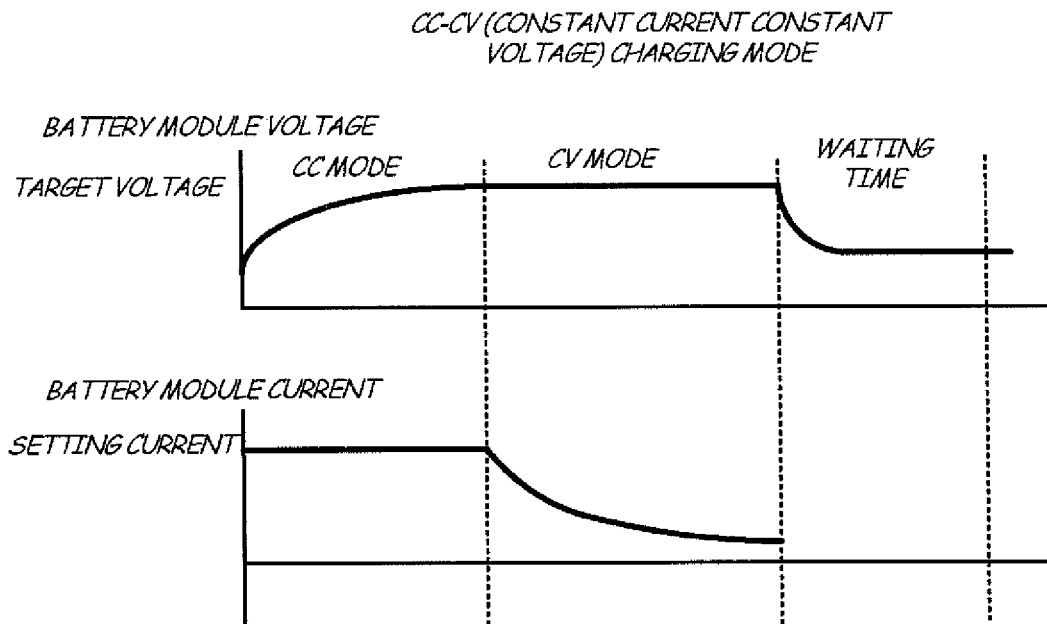 CC-CV (CONSTANT CURRENT CONSTANT
VOLTAGE) CHARGING MODE
BATTERY MODULE VOLTAGE
TARGET VOLTAGE
CC MODE
CV MODE
WAITING
TIME
BATTERY MODULE CURRENT
SETTING CURRENT